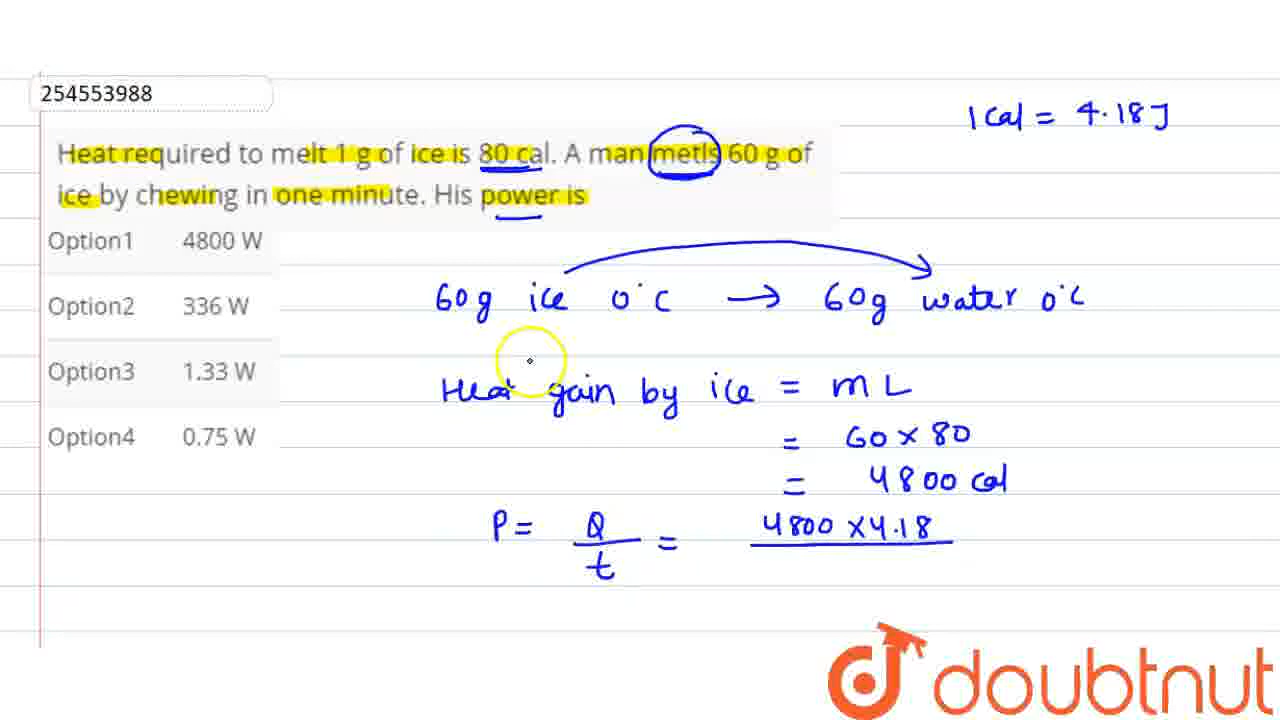 254553988
1 Cal = 4.18J
Heat required to melt 1 g of ice is 80 cal. A man metls 60 g of
ice by chewing in one minute. His power is
Option1 4800 W
Option2 336 W
Option3 1.33 W
Option4 0.75 W
60g ice 0°C → 60g water 0°C
Heat gain by ice = mL
= 60 × 80
= 4800 Cal
P = Q/t = 4800 × 4.18
doubtnut